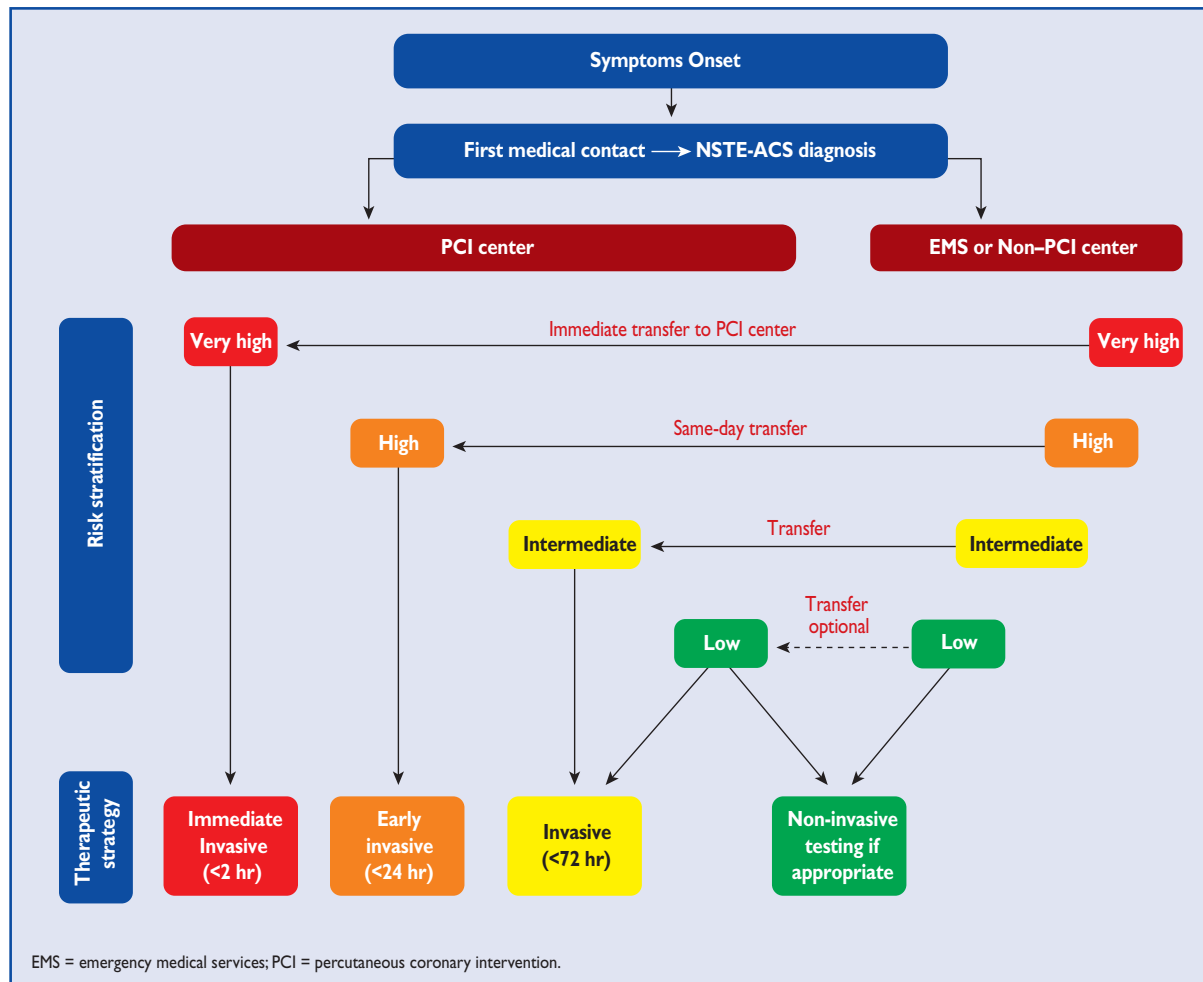 Symptoms Onset
First medical contact → NSTE-ACS diagnosis
PCI center
EMS or Non–PCI center
Risk stratification
Very high
Immediate transfer to PCI center
Very high
High
Same-day transfer
High
Intermediate
Transfer
Intermediate
Low
Transfer
optional
Low
Therapeutic
strategy
Immediate
Invasive
(<2 hr)
Early
invasive
(<24 hr)
Invasive
(<72 hr)
Non-invasive
testing if
appropriate
EMS = emergency medical services; PCI = percutaneous coronary intervention.